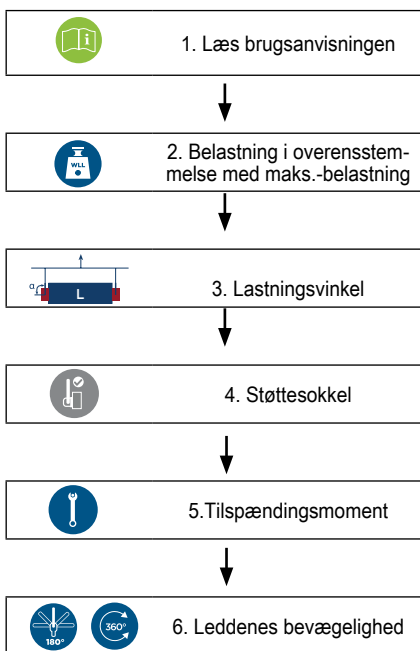 1. Læs brugsanvisningen
WLL
2. Belastning i overensstem-
melse med maks.-belastning
α
L
3. Lastningsvinkel
4. Støttesokkel
5.Tilspændingsmoment
180°
360°
6. Leddenes bevægelighed